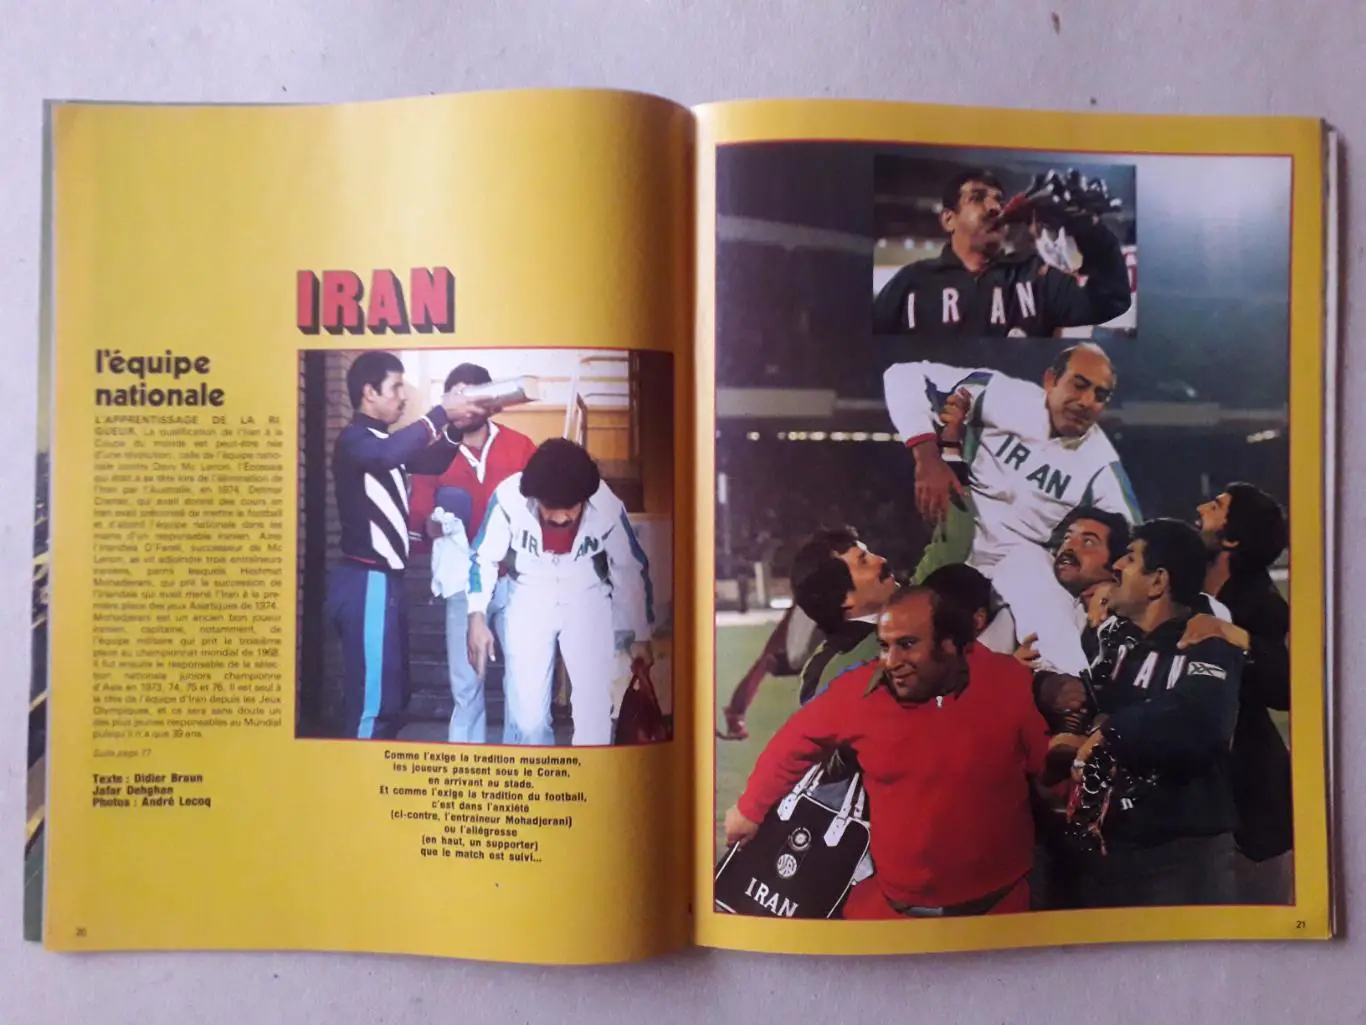 IRAN
l'équipe
nationale
L'APPRENTISSAGE DE LA RI-
GUEUR. La qualification de l'Iran à la
Coupe du monde est peut-être née
d'une révolution : celle de l'équipe natio-
nale contre Dany Mc Lenon, l'Écossais
qui était à sa tête lors de l'élimination de
l'Iran par l'Australie, en 1974. Detmar
Cramer, qui avait donné des cours en
Iran avait préconisé de mettre le football
et d'abord l'équipe nationale dans les
mains d'un responsable iranien. Ainsi
l'Irlandais O'Farell, successeur de Mc
Lenon, se vit adjoindre trois entraîneurs
iraniens, parmi lesquels Hechmat
Mohadjerani, qui prit la succession de
l'Irlandais qui avait mené l'Iran à la pre-
mière place des jeux Asiatiques de 1974.
Mohadjerani est un ancien bon joueur
iranien, capitaine, notamment, de
l'équipe militaire qui prit la troisième
place au championnat mondial de 1968.
Il fut ensuite le responsable de la sélec-
tion nationale juniors championne
d'Asie en 1973, 74, 75 et 76. Il est seul à
la tête de l'équipe d'Iran depuis les Jeux
Olympiques, et ce sera sans doute un
des plus jeunes responsables au Mundial
puisqu'il n'a que 39 ans.
Suite page 77
Texte : Didier Braun
Jafar Dehghan
Photos : André Lecoq
IRAN
Comme l'exige la tradition musulmane,
les joueurs passent sous le Coran,
en arrivant au stade.
Et comme l'exige la tradition du football,
c'est dans l'anxiété
(ci-contre, l'entraîneur Mohadjerani)
ou l'allégresse
(en haut, un supporter)
que le match est suivi...
20
IRAN
IRAN
IRAN
IRAN
21